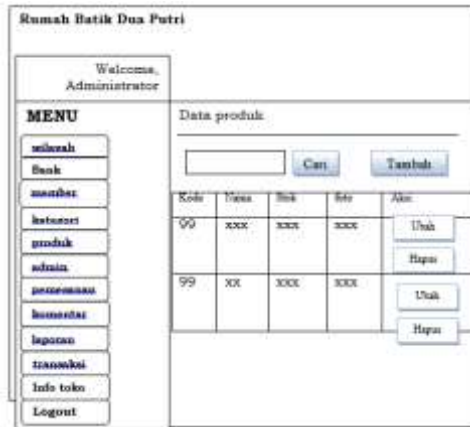 Rumah Batik Dua Putri
Welcome,
Administrator
MENU
wilayah
Bank
member
kategori
produk
admin
pemesanan
komentar
laporan
transaksi
Info toko
Logout
Data produk
Cari Tambah
Kode Nama Stok Foto Aksi
99 xxx xxx xxx Ubah
Hapus
99 xx xxx xxx Ubah
Hapus